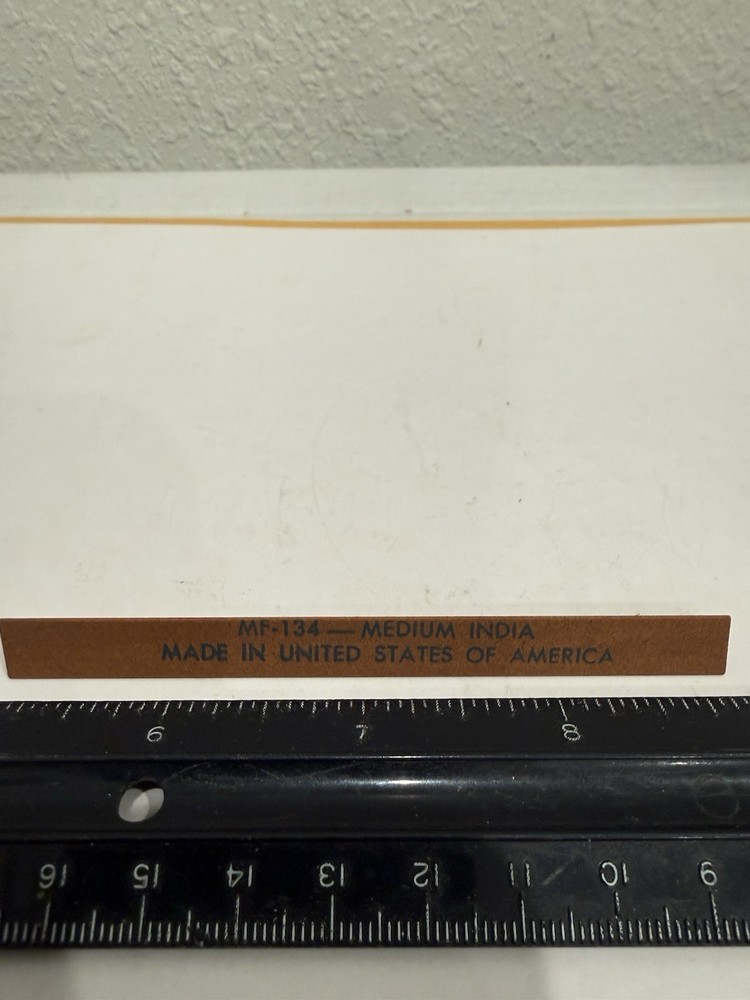 MF-134 — MEDIUM INDIA
MADE IN UNITED STATES OF AMERICA
6 7 8
16 15 14 13 12 11 10 9